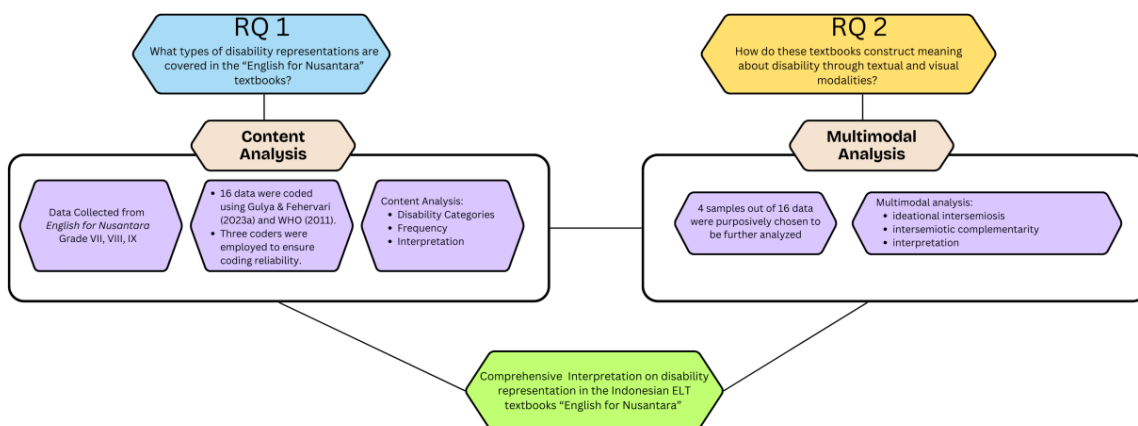 RQ 1
What types of disability representations are
covered in the “English for Nusantara”
textbooks?
RQ 2
How do these textbooks construct meaning
about disability through textual and visual
modalities?
Content
Analysis
Data Collected from
English for Nusantara
Grade VII, VIII, IX
• 16 data were coded
using Gulya & Fehervari
(2023a) and WHO (2011).
• Three coders were
employed to ensure
coding reliability.
Content Analysis:
• Disability Categories
• Frequency
• Interpretation
Multimodal
Analysis
4 samples out of 16 data
were purposively chosen to
be further analyzed
Multimodal analysis:
• ideational intersemiosis
• intersemiotic complementarity
• interpretation
Comprehensive Interpretation on disability
representation in the Indonesian ELT
textbooks “English for Nusantara”